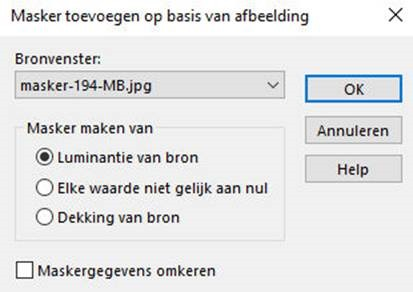 Masker toevoegen op basis van afbeelding
Bronvenster:
masker-194-MB.jpg
OK
Masker maken van
Annuleren
Luminantie van bron
Help
Elke waarde niet gelijk aan nul
Dekking van bron
Maskergegevens omkeren